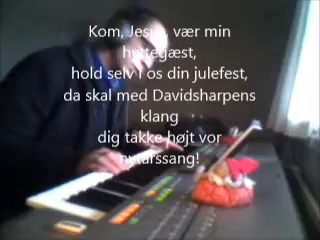 Kom, Jesus, vær min
hyttegæst,
hold selv i os din julefest,
da skal med Davidsharpens
klang
dig takke højt vor
nytårssang!